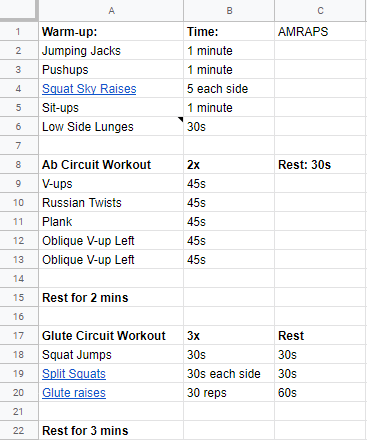 A B C
1 Warm-up: Time: AMRAPS
2 Jumping Jacks 1 minute
3 Pushups 1 minute
4 Squat Sky Raises 5 each side
5 Sit-ups 1 minute
6 Low Side Lunges 30s
7
8 Ab Circuit Workout 2x Rest: 30s
9 V-ups 45s
10 Russian Twists 45s
11 Plank 45s
12 Oblique V-up Left 45s
13 Oblique V-up Left 45s
14
15 Rest for 2 mins
16
17 Glute Circuit Workout 3x Rest
18 Squat Jumps 30s 30s
19 Split Squats 30s each side 30s
20 Glute raises 30 reps 60s
21
22 Rest for 3 mins